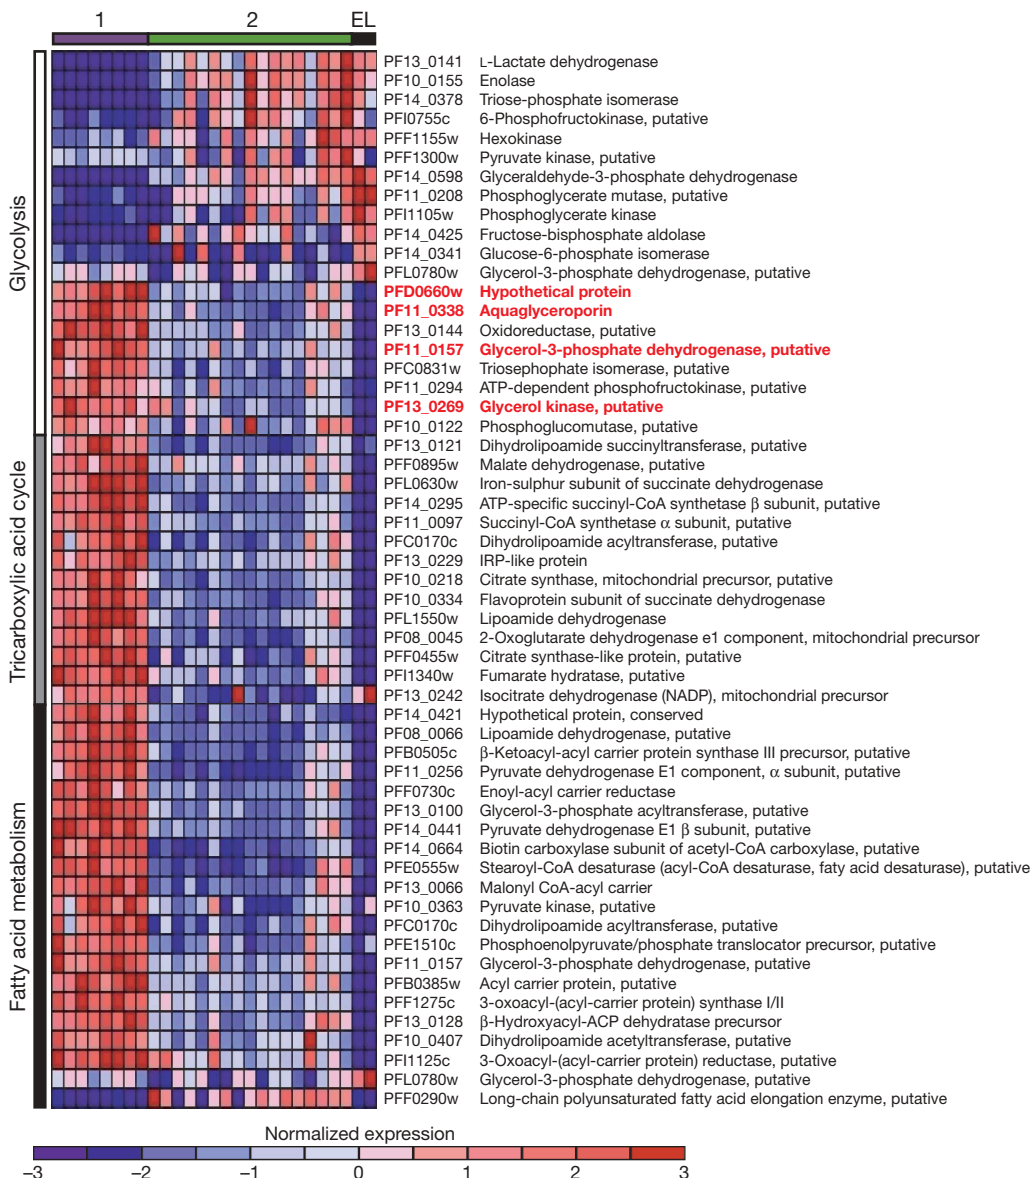 1 2 EL
Glycolysis
PF13_0141 L-Lactate dehydrogenase
PF10_0155 Enolase
PF14_0378 Triose-phosphate isomerase
PFI0755c 6-Phosphofructokinase, putative
PFF1155w Hexokinase
PFF1300w Pyruvate kinase, putative
PF14_0598 Glyceraldehyde-3-phosphate dehydrogenase
PF11_0208 Phosphoglycerate mutase, putative
PFI1105w Phosphoglycerate kinase
PF14_0425 Fructose-bisphosphate aldolase
PF14_0341 Glucose-6-phosphate isomerase
PFL0780w Glycerol-3-phosphate dehydrogenase, putative
PFD0660w Hypothetical protein
PF11_0338 Aquaglyceroporin
PF13_0144 Oxidoreductase, putative
PF11_0157 Glycerol-3-phosphate dehydrogenase, putative
PFC0831w Triosephophate isomerase, putative
PF11_0294 ATP-dependent phosphofructokinase, putative
PF13_0269 Glycerol kinase, putative
PF10_0122 Phosphoglucomutase, putative
Tricarboxylic acid cycle
PF13_0121 Dihydrolipoamide succinyltransferase, putative
PFF0895w Malate dehydrogenase, putative
PFL0630w Iron-sulphur subunit of succinate dehydrogenase
PF14_0295 ATP-specific succinyl-CoA synthetase β subunit, putative
PF11_0097 Succinyl-CoA synthetase α subunit, putative
PFC0170c Dihydrolipoamide acyltransferase, putative
PF13_0229 IRP-like protein
PF10_0218 Citrate synthase, mitochondrial precursor, putative
PF10_0334 Flavoprotein subunit of succinate dehydrogenase
PFL1550w Lipoamide dehydrogenase
PF08_0045 2-Oxoglutarate dehydrogenase e1 component, mitochondrial precursor
PFF0455w Citrate synthase-like protein, putative
PFI1340w Fumarate hydratase, putative
PF13_0242 Isocitrate dehydrogenase (NADP), mitochondrial precursor
Fatty acid metabolism
PF14_0421 Hypothetical protein, conserved
PF08_0066 Lipoamide dehydrogenase, putative
PFB0505c β-Ketoacyl-acyl carrier protein synthase III precursor, putative
PF11_0256 Pyruvate dehydrogenase E1 component, α subunit, putative
PFF0730c Enoyl-acyl carrier reductase
PF13_0100 Glycerol-3-phosphate acyltransferase, putative
PF14_0441 Pyruvate dehydrogenase E1 β subunit, putative
PF14_0664 Biotin carboxylase subunit of acetyl-CoA carboxylase, putative
PFE0555w Stearoyl-CoA desaturase (acyl-CoA desaturase, faty acid desaturase), putative
PF13_0066 Malonyl CoA-acyl carrier
PF10_0363 Pyruvate kinase, putative
PFC0170c Dihydrolipoamide acyltransferase, putative
PFE1510c Phosphoenolpyruvate/phosphate translocator precursor, putative
PF11_0157 Glycerol-3-phosphate dehydrogenase, putative
PFB0385w Acyl carrier protein, putative
PFF1275c 3-oxoacyl-(acyl-carrier protein) synthase I/II
PF13_0128 β-Hydroxyacyl-ACP dehydratase precursor
PF10_0407 Dihydrolipoamide acetyltransferase, putative
PFI1125c 3-Oxoacyl-(acyl-carrier protein) reductase, putative
PFL0780w Glycerol-3-phosphate dehydrogenase, putative
PFF0290w Long-chain polyunsaturated fatty acid elongation enzyme, putative
Normalized expression
−3 −2 −1 0 1 2 3